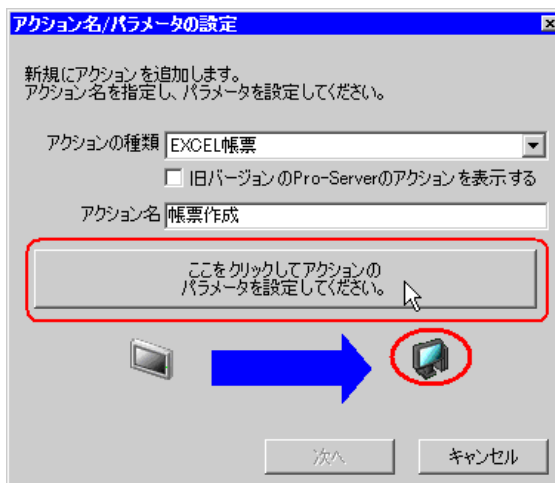 アクション名/パラメータの設定
新規にアクションを追加します。
アクション名を指定し、パラメータを設定してください。
アクションの種類 EXCEL帳票
旧バージョンのPro-Serverのアクションを表示する
アクション名 帳票作成
ここをクリックしてアクションの
パラメータを設定してください。
次へ キャンセル